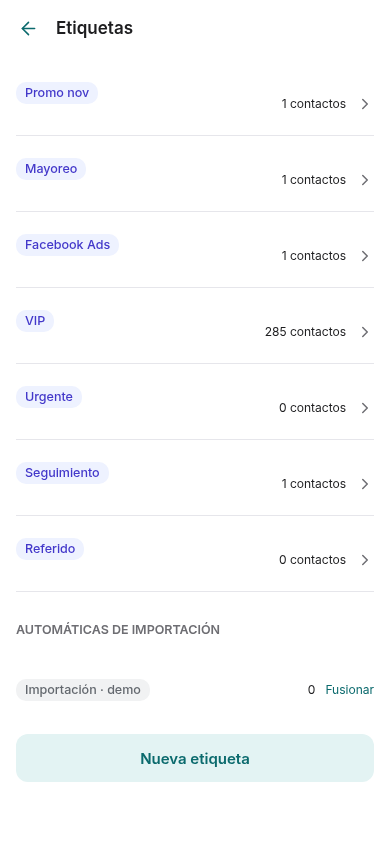 Etiquetas
Promo nov
1 contactos
Mayoreo
1 contactos
Facebook Ads
1 contactos
VIP
285 contactos
Urgente
0 contactos
Seguimiento
1 contactos
Referido
0 contactos
AUTOMÁTICAS DE IMPORTACIÓN
Importación · demo
0 Fusionar
Nueva etiqueta